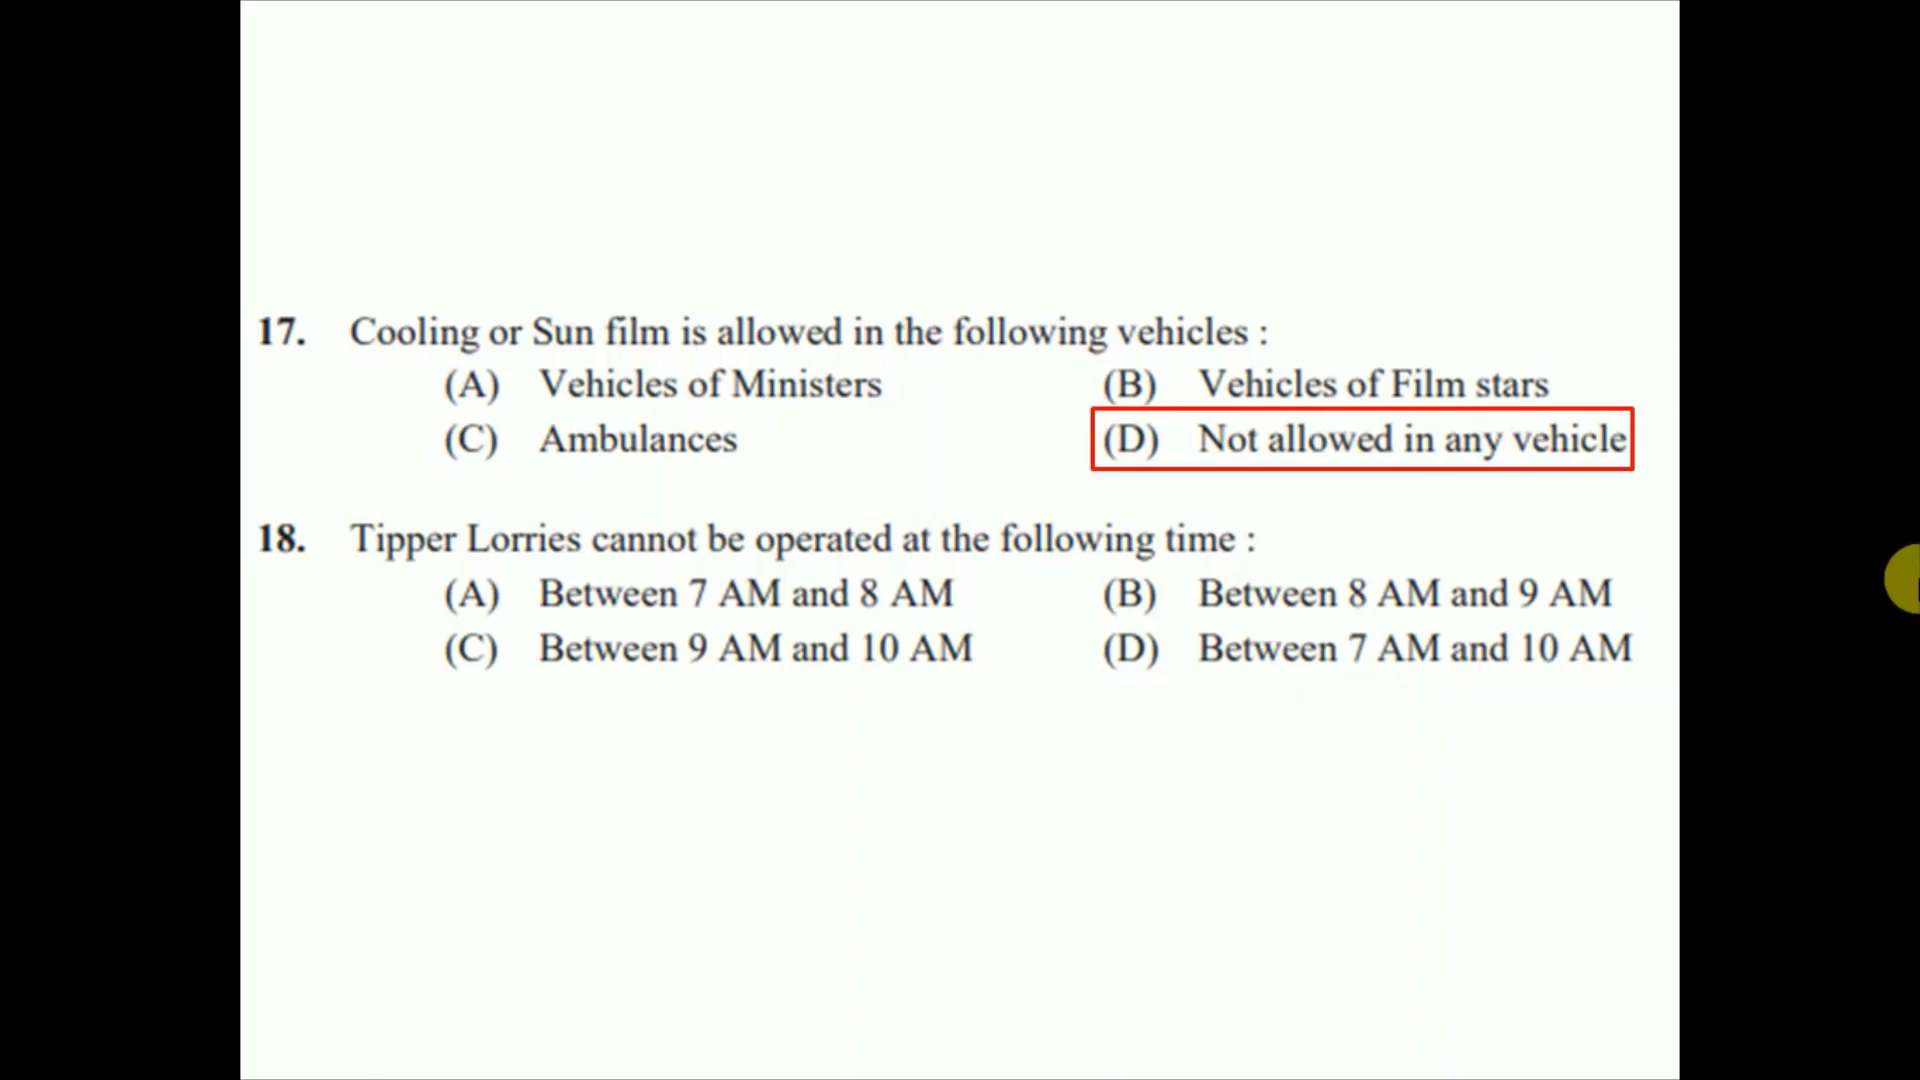 17. Cooling or Sun film is allowed in the following vehicles :
(A) Vehicles of Ministers (B) Vehicles of Film stars
(C) Ambulances (D) Not allowed in any vehicle
18. Tipper Lorries cannot be operated at the following time :
(A) Between 7 AM and 8 AM (B) Between 8 AM and 9 AM
(C) Between 9 AM and 10 AM (D) Between 7 AM and 10 AM